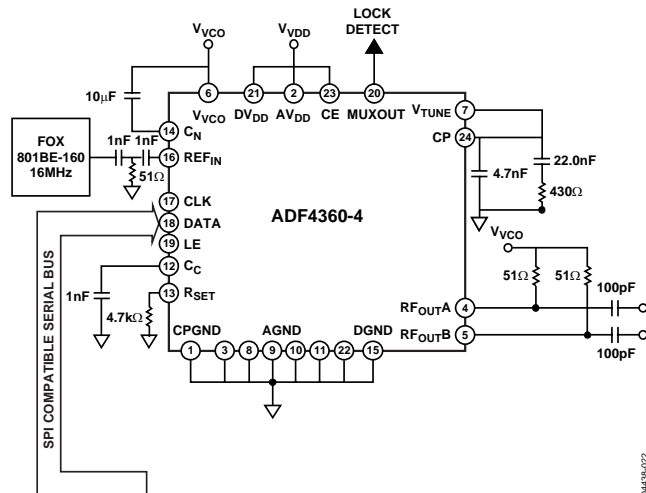 LOCK
DETECT
VVCO
VVDD
10µF
6
21
2
23
20
VVCO
DVDD
AVDD
CE
MUXOUT
VTUNE
7
14
CN
CP
24
FOX
801BE-160
16MHz
1nF
1nF
16
REFIN
51Ω
4.7nF
22.0nF
430Ω
17
CLK
18
DATA
ADF4360-4
19
LE
VVCO
12
CC
51Ω
51Ω
1nF
13
RSET
100pF
4.7kΩ
RFOUTA
4
CPGND
AGND
DGND
RFOUTB
5
100pF
1
3
8
9
10
11
22
15
SPI COMPATIBLE SERIAL BUS
04438-022